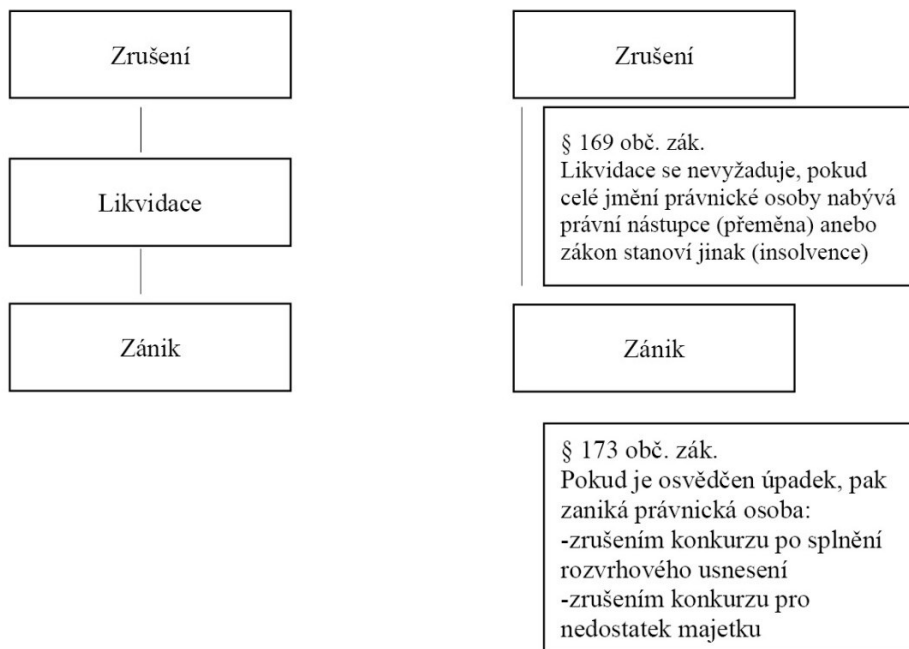 Zrušení
Likvidace
Zánik
Zrušení
§ 169 obč. zák.
Likvidace se nevyžaduje, pokud
celé jmění právnické osoby nabývá
právní nástupce (přeměna) anebo
zákon stanoví jinak (insolvence)
Zánik
§ 173 obč. zák.
Pokud je osvědčen úpadek, pak
zaniká právnická osoba:
-zrušením konkurzu po splnění
rozvrhového usnesení
-zrušením konkurzu pro
nedostatek majetku